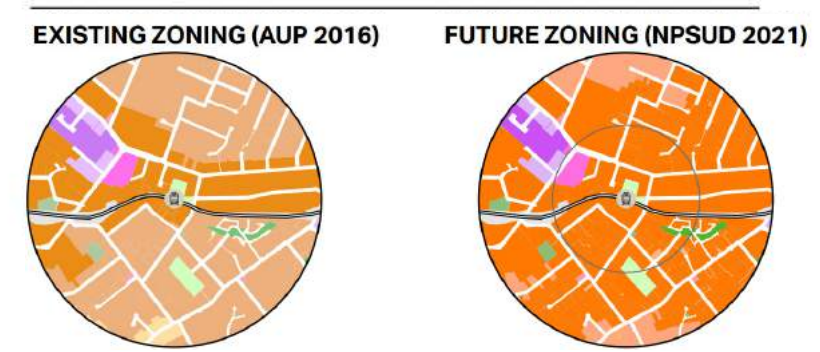 EXISTING ZONING (AUP 2016)
FUTURE ZONING (NPSUD 2021)